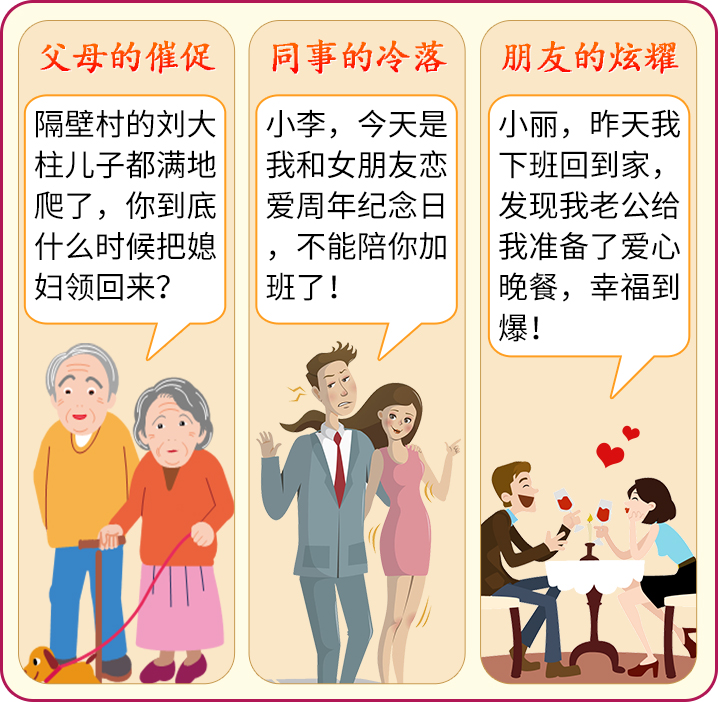 父母的催促
隔壁村的刘大
柱儿子都满地
爬了，你到底
什么时候把媳
妇领回来？
同事的冷落
小李，今天是
我和女朋友恋
爱周年纪念日
，不能陪你加
班了！
朋友的炫耀
小丽，昨天我
下班回到家，
发现我老公给
我准备了爱心
晚餐，幸福到
爆！